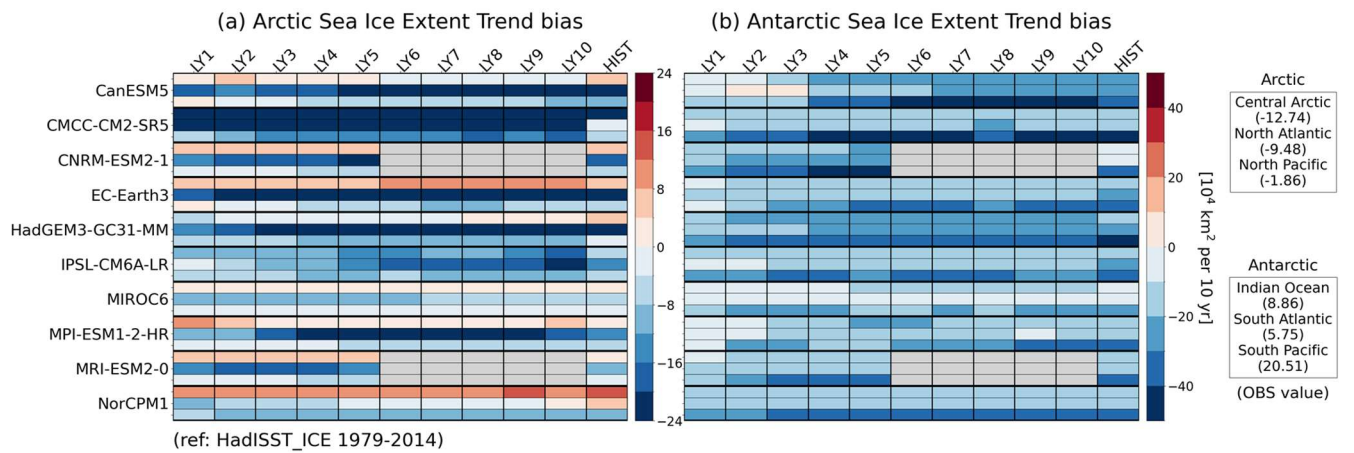 (a) Arctic Sea Ice Extent Trend bias
(b) Antarctic Sea Ice Extent Trend bias
LY1 LY2 LY3 LY4 LY5 LY6 LY7 LY8 LY9 LY10 HIST
LY1 LY2 LY3 LY4 LY5 LY6 LY7 LY8 LY9 LY10 HIST
CanESM5
CMCC-CM2-SR5
CNRM-ESM2-1
EC-Earth3
HadGEM3-GC31-MM
IPSL-CM6A-LR
MIROC6
MPI-ESM1-2-HR
MRI-ESM2-0
NorCPM1
24
16
8
0
−8
−16
−24
40
20
0
−20
−40
[10⁴ km² per 10 yr]
Arctic
Central Arctic
(-12.74)
North Atlantic
(-9.48)
North Pacific
(-1.86)
Antarctic
Indian Ocean
(8.86)
South Atlantic
(5.75)
South Pacific
(20.51)
(OBS value)
(ref: HadISST_ICE 1979-2014)